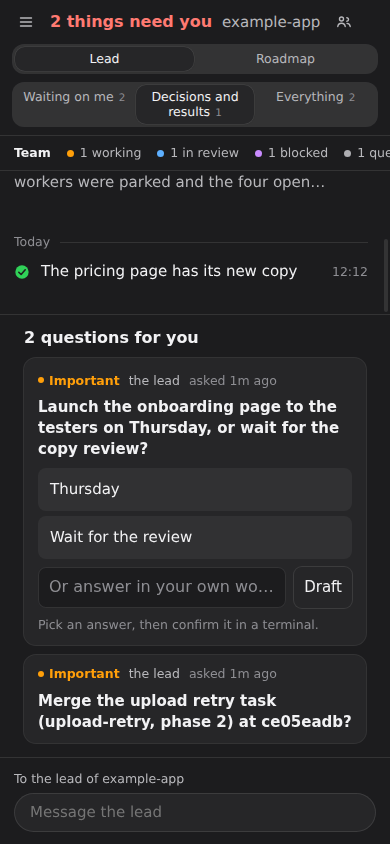 2 things need you example-app
Lead Roadmap
Waiting on me 2 Decisions and results 1 Everything 2
Team 1 working 1 in review 1 blocked 1 que
workers were parked and the four open…
Today
The pricing page has its new copy 12:12
2 questions for you
Important the lead asked 1m ago
Launch the onboarding page to the
testers on Thursday, or wait for the
copy review?
Thursday
Wait for the review
Or answer in your own wo… Draft
Pick an answer, then confirm it in a terminal.
Important the lead asked 1m ago
Merge the upload retry task
(upload-retry, phase 2) at ce05eadb?
To the lead of example-app
Message the lead